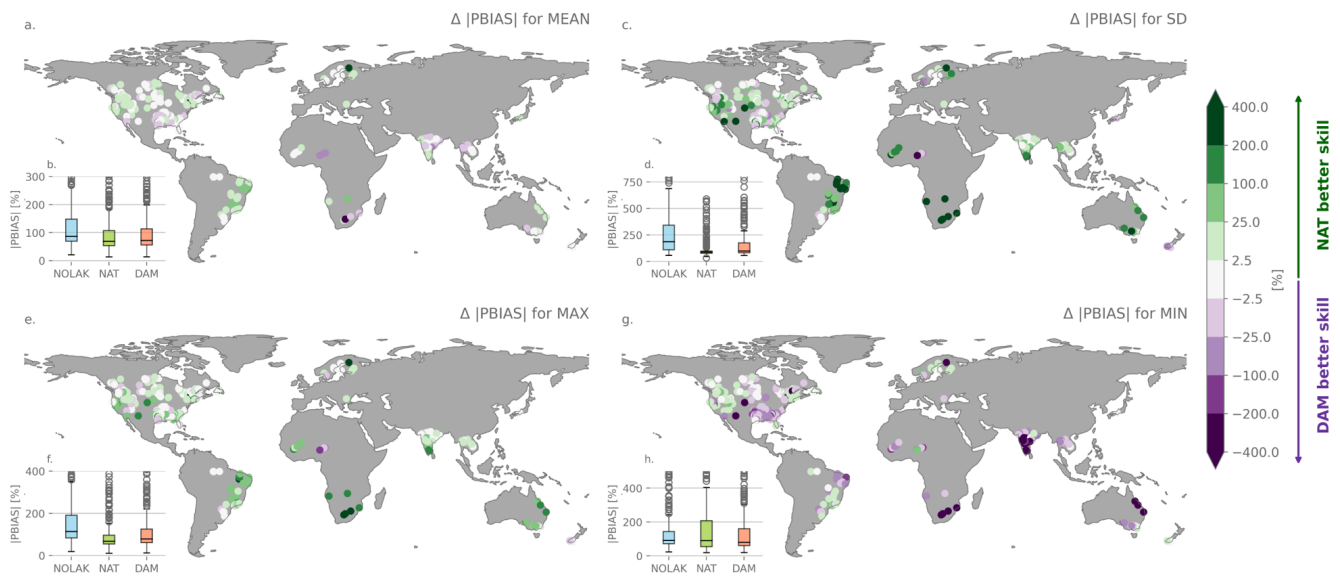 a.
Δ |PBIAS| for MEAN
b.
|PBIAS| [%]
300
200
100
0
NOLAK NAT DAM
c.
Δ |PBIAS| for SD
d.
|PBIAS| [%]
750
500
250
0
NOLAK NAT DAM
e.
Δ |PBIAS| for MAX
f.
|PBIAS| [%]
400
200
0
NOLAK NAT DAM
g.
Δ |PBIAS| for MIN
h.
|PBIAS| [%]
400
200
0
NOLAK NAT DAM
400.0
200.0
100.0
25.0
2.5
−2.5
−25.0
−100.0
−200.0
−400.0
[%]
NAT better skill
DAM better skill